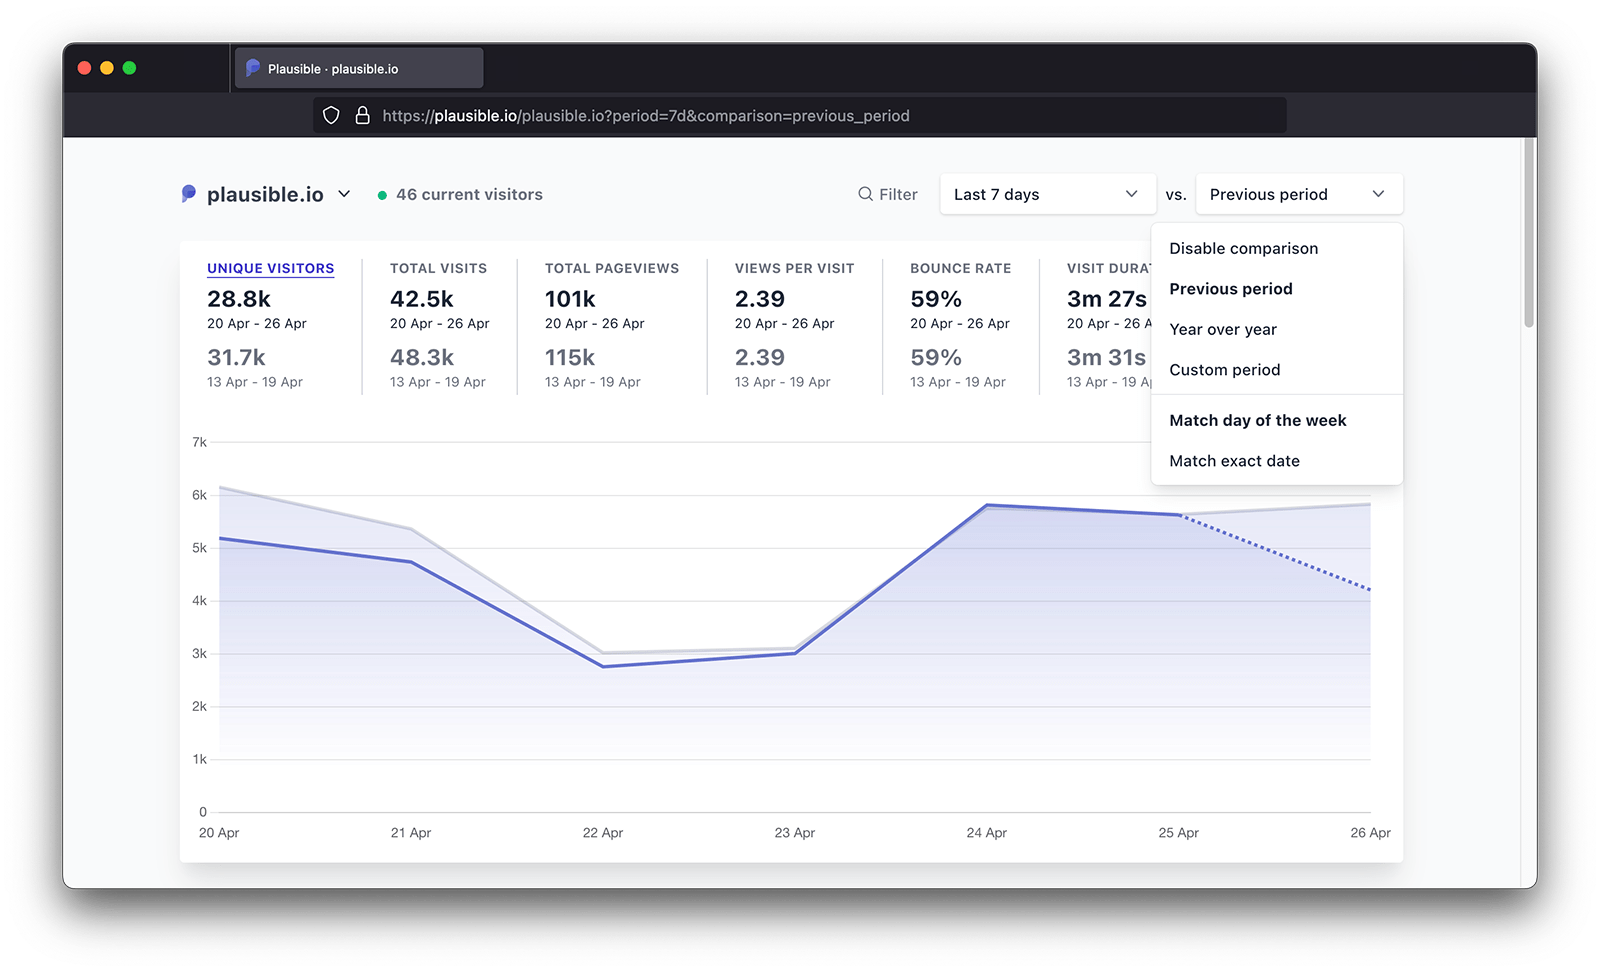 Plausible · plausible.io
https://plausible.io/plausible.io?period=7d&comparison=previous_period
plausible.io
46 current visitors
Filter
Last 7 days
vs.
Previous period
Disable comparison
Previous period
Year over year
Custom period
Match day of the week
Match exact date
UNIQUE VISITORS
28.8k
20 Apr - 26 Apr
31.7k
13 Apr - 19 Apr
TOTAL VISITS
42.5k
20 Apr - 26 Apr
48.3k
13 Apr - 19 Apr
TOTAL PAGEVIEWS
101k
20 Apr - 26 Apr
115k
13 Apr - 19 Apr
VIEWS PER VISIT
2.39
20 Apr - 26 Apr
2.39
13 Apr - 19 Apr
BOUNCE RATE
59%
20 Apr - 26 Apr
59%
13 Apr - 19 Apr
VISIT
3m 27s
20 Apr - 26
3m 31s
13 Apr - 19
7k
6k
5k
4k
3k
2k
1k
0
20 Apr
21 Apr
22 Apr
23 Apr
24 Apr
25 Apr
26 Apr